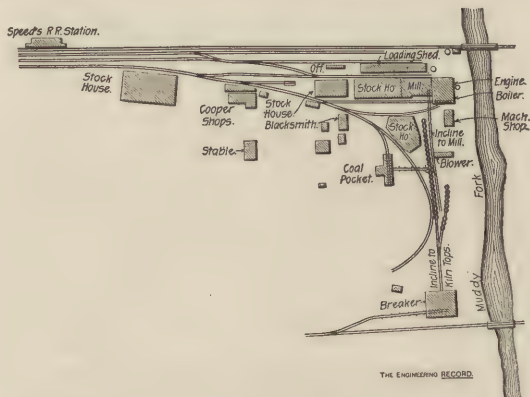 Speed's R.R. Station.
Loading Shed.
Off.
Stock
House.
Cooper
Shops.
Stock
House
Blacksmith.
Stock Ho
Mill.
Engine.
Boiler.
Mach.
Shop.
Stock
Ho
Incline
to Mill.
Blower.
Stable.
Coal
Pocket.
Incline to
Kiln Tops.
Breaker
Muddy Fork
THE ENGINEERING RECORD.